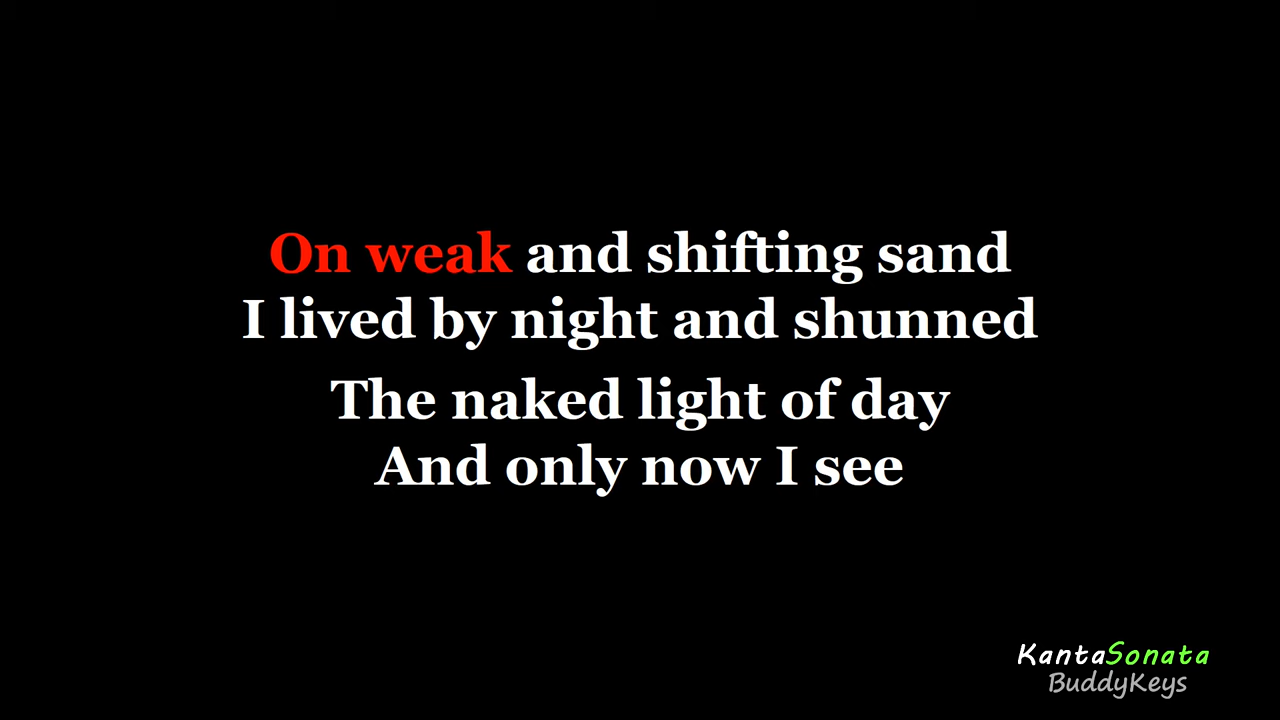 On weak and shifting sand
I lived by night and shunned
The naked light of day
And only now I see
KantaSonata
BuddyKeys